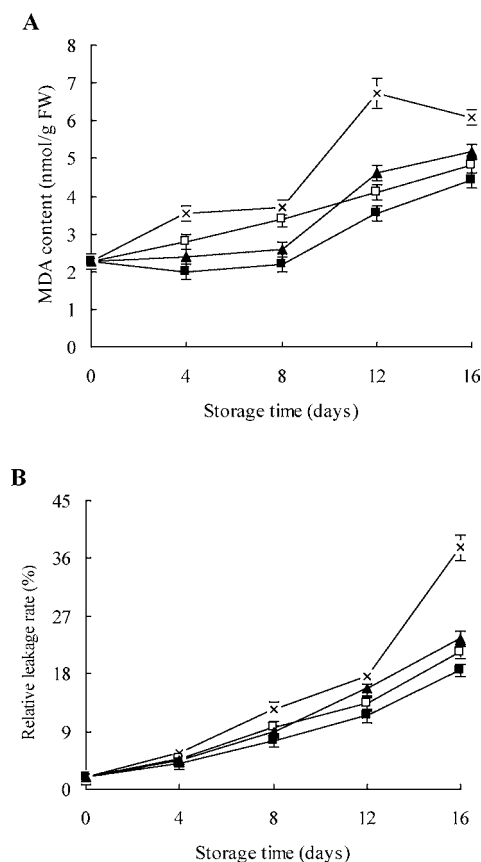 A
MDA content (nmol/g FW)
8
7
6
5
4
3
2
1
0
0 4 8 12 16
Storage time (days)
B
Relative leakage rate (%)
45
36
27
18
9
0
0 4 8 12 16
Storage time (days)